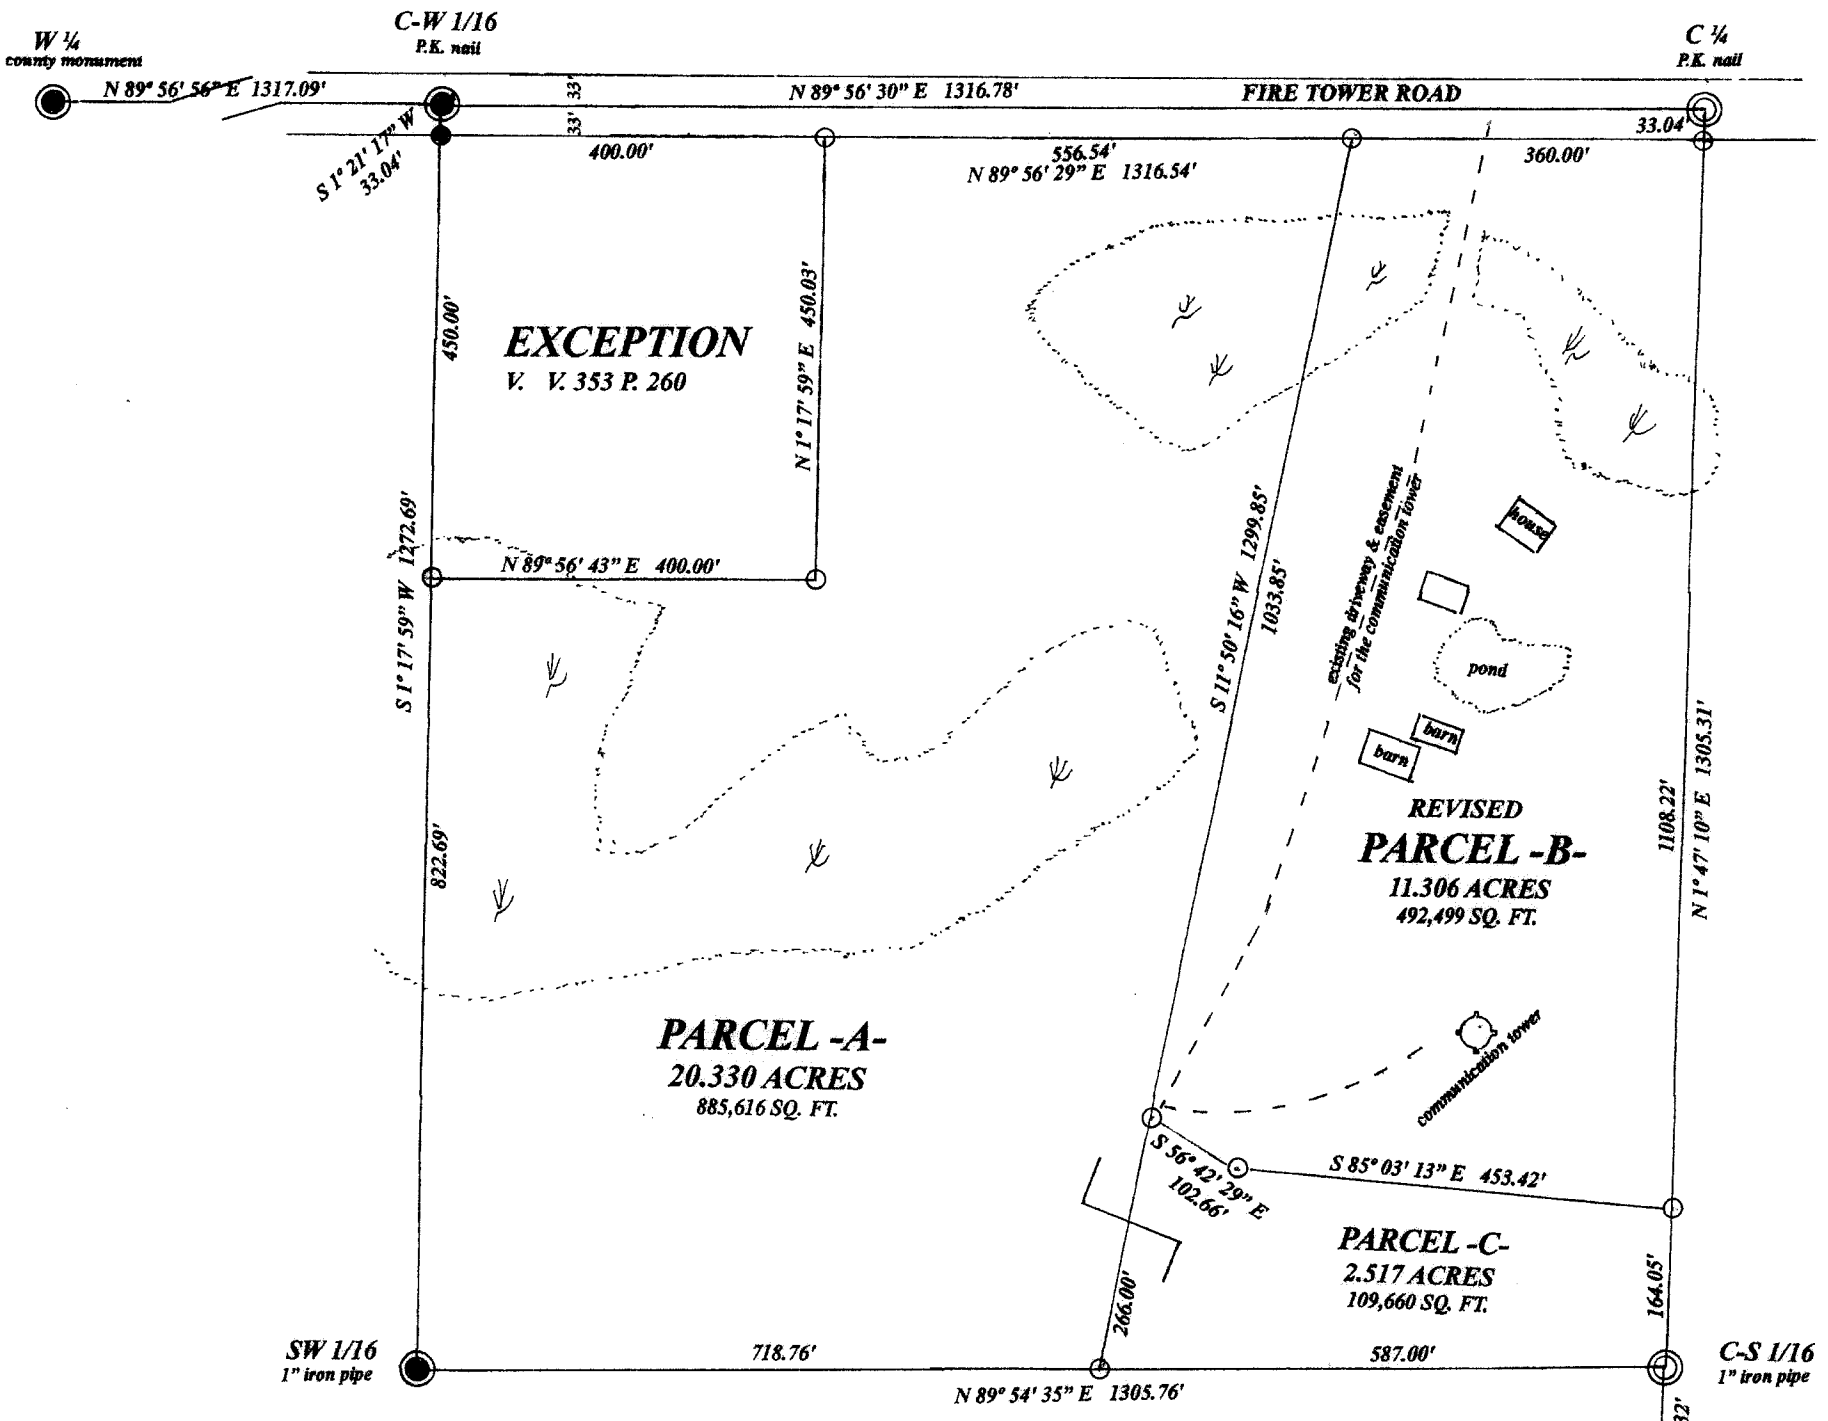 W ¼
county monument
C-W 1/16
P.K. nail
C ¼
P.K. nail
N 89° 56' 56" E 1317.09'
33'
33'
N 89° 56' 30" E 1316.78'
FIRE TOWER ROAD
33.04'
S 1° 21' 17" W
33.04'
400.00'
556.54'
N 89° 56' 29" E 1316.54'
360.00'
450.00'
EXCEPTION
V. V. 353 P. 260
N 1° 17' 59" E 450.03'
N 89° 56' 43" E 400.00'
S 1° 17' 59" W 1272.69'
822.69'
S 11° 50' 16" W 1299.85'
1033.85'
existing driveway & easement
for the communication tower
house
pond
barn
barn
REVISED
PARCEL -B-
11.306 ACRES
492,499 SQ. FT.
1108.22'
N 1° 47' 10" E 1305.31'
PARCEL -A-
20.330 ACRES
885,616 SQ. FT.
communication tower
S 56° 42' 29" E
102.66'
S 85° 03' 13" E 453.42'
PARCEL -C-
2.517 ACRES
109,660 SQ. FT.
266.00'
164.05'
SW 1/16
1" iron pipe
718.76'
587.00'
N 89° 54' 35" E 1305.76'
C-S 1/16
1" iron pipe